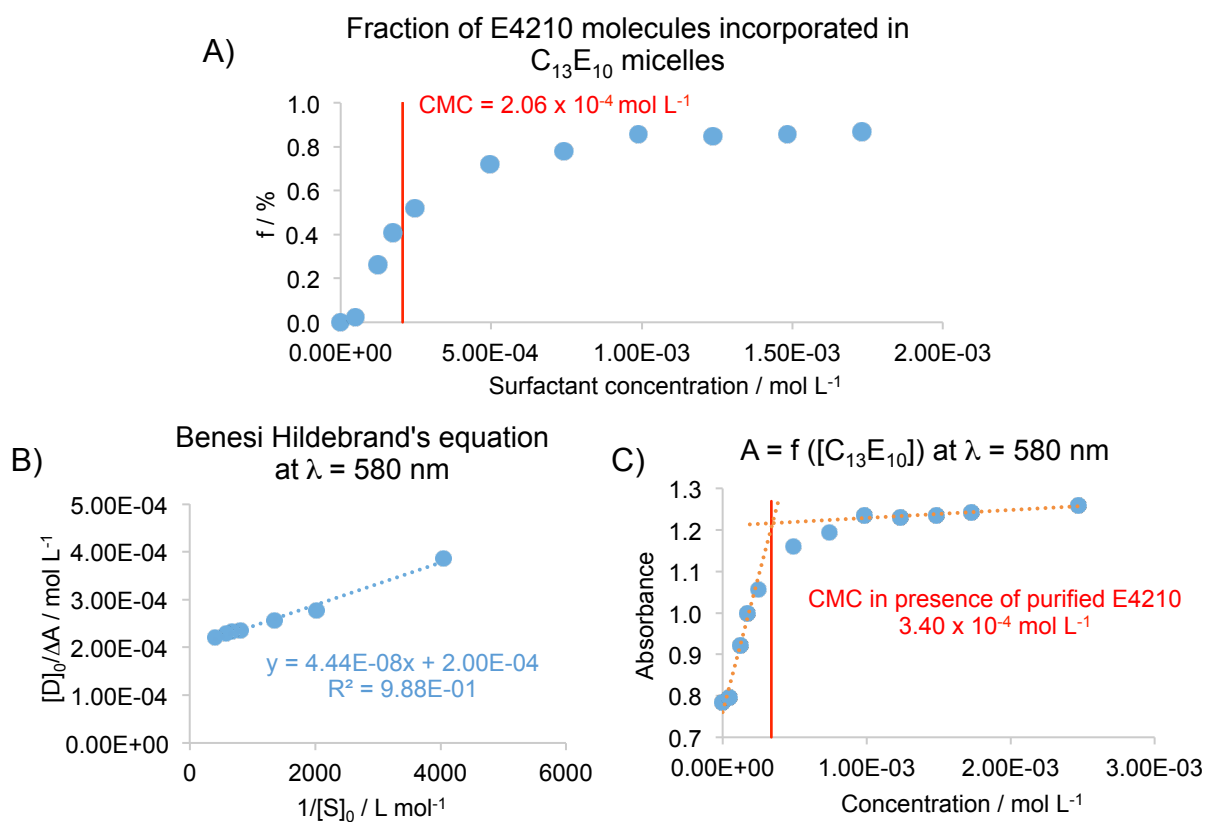 A)
Fraction of E4210 molecules incorporated in
C₁₃E₁₀ micelles
CMC = 2.06 x 10⁻⁴ mol L⁻¹
f / %
1.0
0.8
0.6
0.4
0.2
0.0
0.00E+00 5.00E-04 1.00E-03 1.50E-03 2.00E-03
Surfactant concentration / mol L⁻¹
B)
Benesi Hildebrand's equation
at λ = 580 nm
[D]₀/ΔA / mol L⁻¹
5.00E-04
4.00E-04
3.00E-04
2.00E-04
1.00E-04
0.00E+00
y = 4.44E-08x + 2.00E-04
R² = 9.88E-01
0 2000 4000 6000
1/[S]₀ / L mol⁻¹
C)
A = f ([C₁₃E₁₀]) at λ = 580 nm
Absorbance
1.3
1.2
1.1
1.0
0.9
0.8
0.7
CMC in presence of purified E4210
3.40 x 10⁻⁴ mol L⁻¹
0.00E+00 1.00E-03 2.00E-03 3.00E-03
Concentration / mol L⁻¹